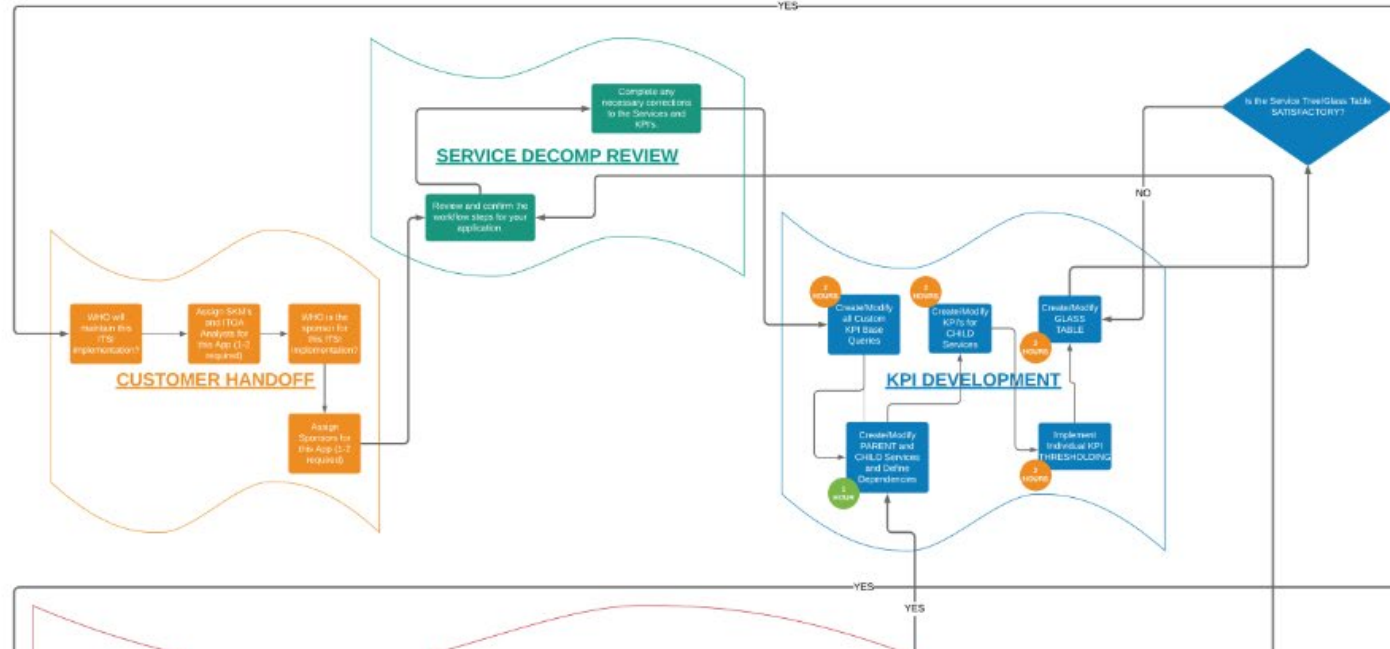 YES
Complete any
necessary corrections
to the Services and
KPI's.
Is the Service Tree/Glass Table
SATISFACTORY?
SERVICE DECOMP REVIEW
NO
Review and confirm the
workflow steps for your
application.
HOURS
Create/Modify
all Custom
KPI Base
Queries
HOURS
Create/Modify
KPI's for
CHILD
Services
Create/Modify
GLASS
TABLE
HOURS
WHO will
maintain this
ITSI
implementation?
Assign SKM's
and ITOA
Analysts for
this App (1-2
required)
WHO is the
sponsor for
this ITSI
implementation?
CUSTOMER HANDOFF
KPI DEVELOPMENT
Assign
Sponsors for
this App (1-2
required)
Create/Modify
PARENT and
CHILD Services
and Define
Dependencies
1
HOUR
Implement
Individual KPI
THRESHOLDING
HOURS
YES
YES